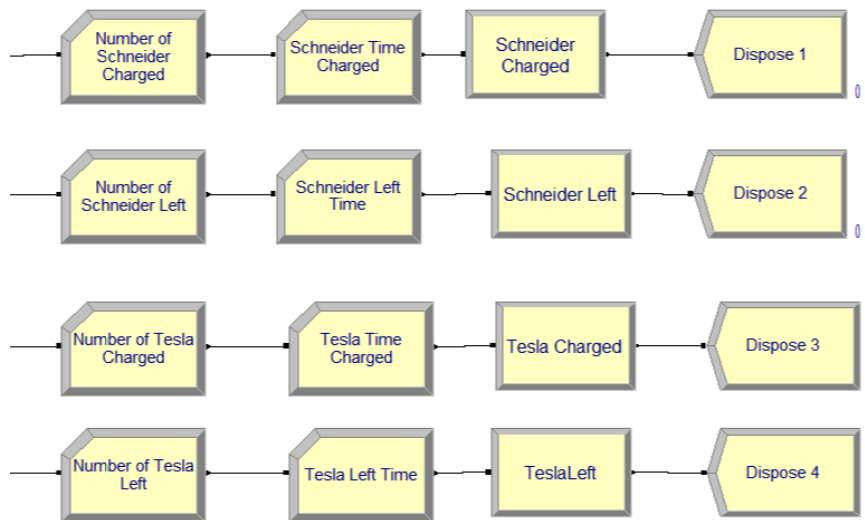 Number of
Schneider
Charged
Schneider Time
Charged
Schneider
Charged
Dispose 1
0
Number of
Schneider Left
Schneider Left
Time
Schneider Left
Dispose 2
0
Number of Tesla
Charged
Tesla Time
Charged
Tesla Charged
Dispose 3
Number of Tesla
Left
Tesla Left Time
TeslaLeft
Dispose 4